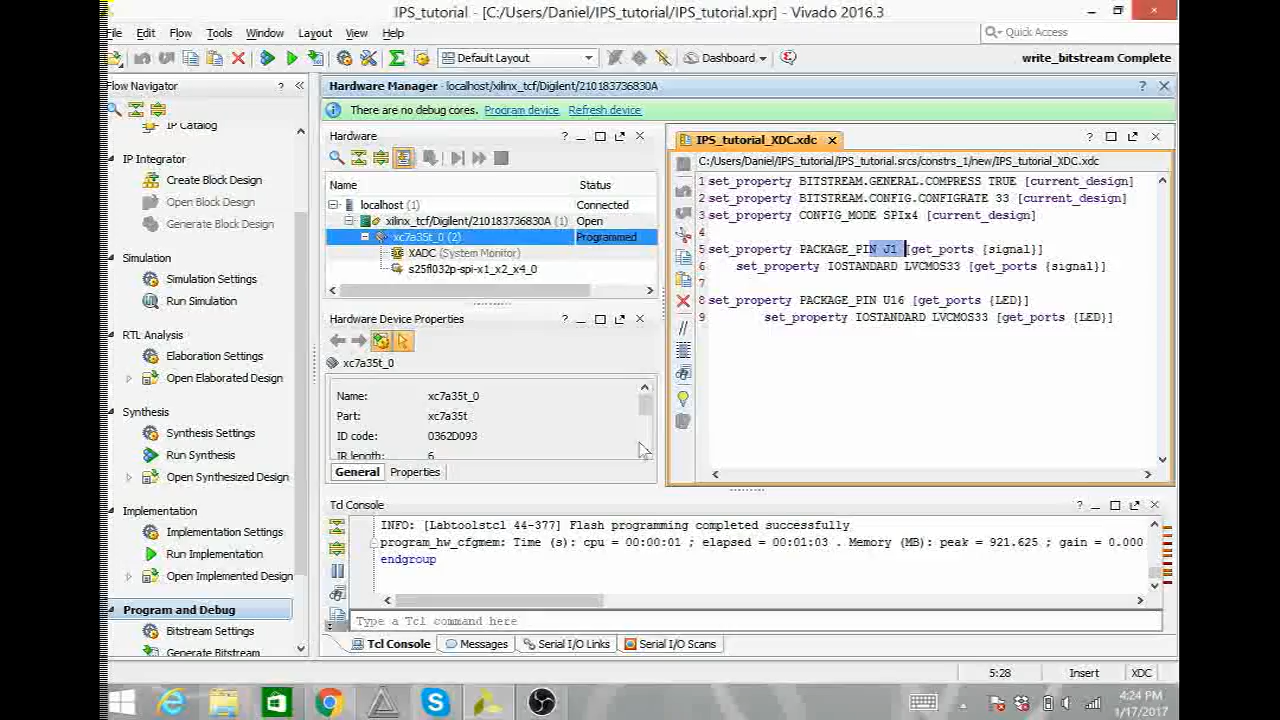 IPS_tutorial - [C:/Users/Daniel/IPS_tutorial/IPS_tutorial.xpr] - Vivado 2016.3
File Edit Flow Tools Window Layout View Help
Quick Access
Default Layout
Dashboard
write_bitstream Complete
Flow Navigator
IP Catalog
IP Integrator
Create Block Design
Open Block Design
Generate Block Design
Simulation
Simulation Settings
Run Simulation
RTL Analysis
Elaboration Settings
Open Elaborated Design
Synthesis
Synthesis Settings
Run Synthesis
Open Synthesized Design
Implementation
Implementation Settings
Run Implementation
Open Implemented Design
Program and Debug
Bitstream Settings
Generate Bitstream
Hardware Manager - localhost/xilinx_tcf/Digilent/210183736830A
There are no debug cores. Program device Refresh device
Hardware
Name Status
localhost (1) Connected
xilinx_tcf/Digilent/210183736830A (1) Open
xc7a35t_0 (2) Programmed
XADC (System Monitor)
s25fl032p-spi-x1_x2_x4_0
Hardware Device Properties
xc7a35t_0
Name: xc7a35t_0
Part: xc7a35t
ID code: 0362D093
IR length: 6
General Properties
IPS_tutorial_XDC.xdc
C:/Users/Daniel/IPS_tutorial/IPS_tutorial.srcs/constrs_1/new/IPS_tutorial_XDC.xdc
1 set_property BITSTREAM.GENERAL.COMPRESS TRUE [current_design]
2 set_property BITSTREAM.CONFIG.CONFIGRATE 33 [current_design]
3 set_property CONFIG_MODE SPIx4 [current_design]
4
5 set_property PACKAGE_PIN J1 [get_ports {signal}]
6 set_property IOSTANDARD LVCMOS33 [get_ports {signal}]
7
8 set_property PACKAGE_PIN U16 [get_ports {LED}]
9 set_property IOSTANDARD LVCMOS33 [get_ports {LED}]
Tcl Console
INFO: [Labtoolstcl 44-377] Flash programming completed successfully
program_hw_cfgmem: Time (s): cpu = 00:00:01 ; elapsed = 00:01:03 . Memory (MB): peak = 921.625 ; gain = 0.000
endgroup
Type a Tcl command here
Tcl Console Messages Serial I/O Links Serial I/O Scans
5:28 Insert XDC
4:24 PM
1/17/2017